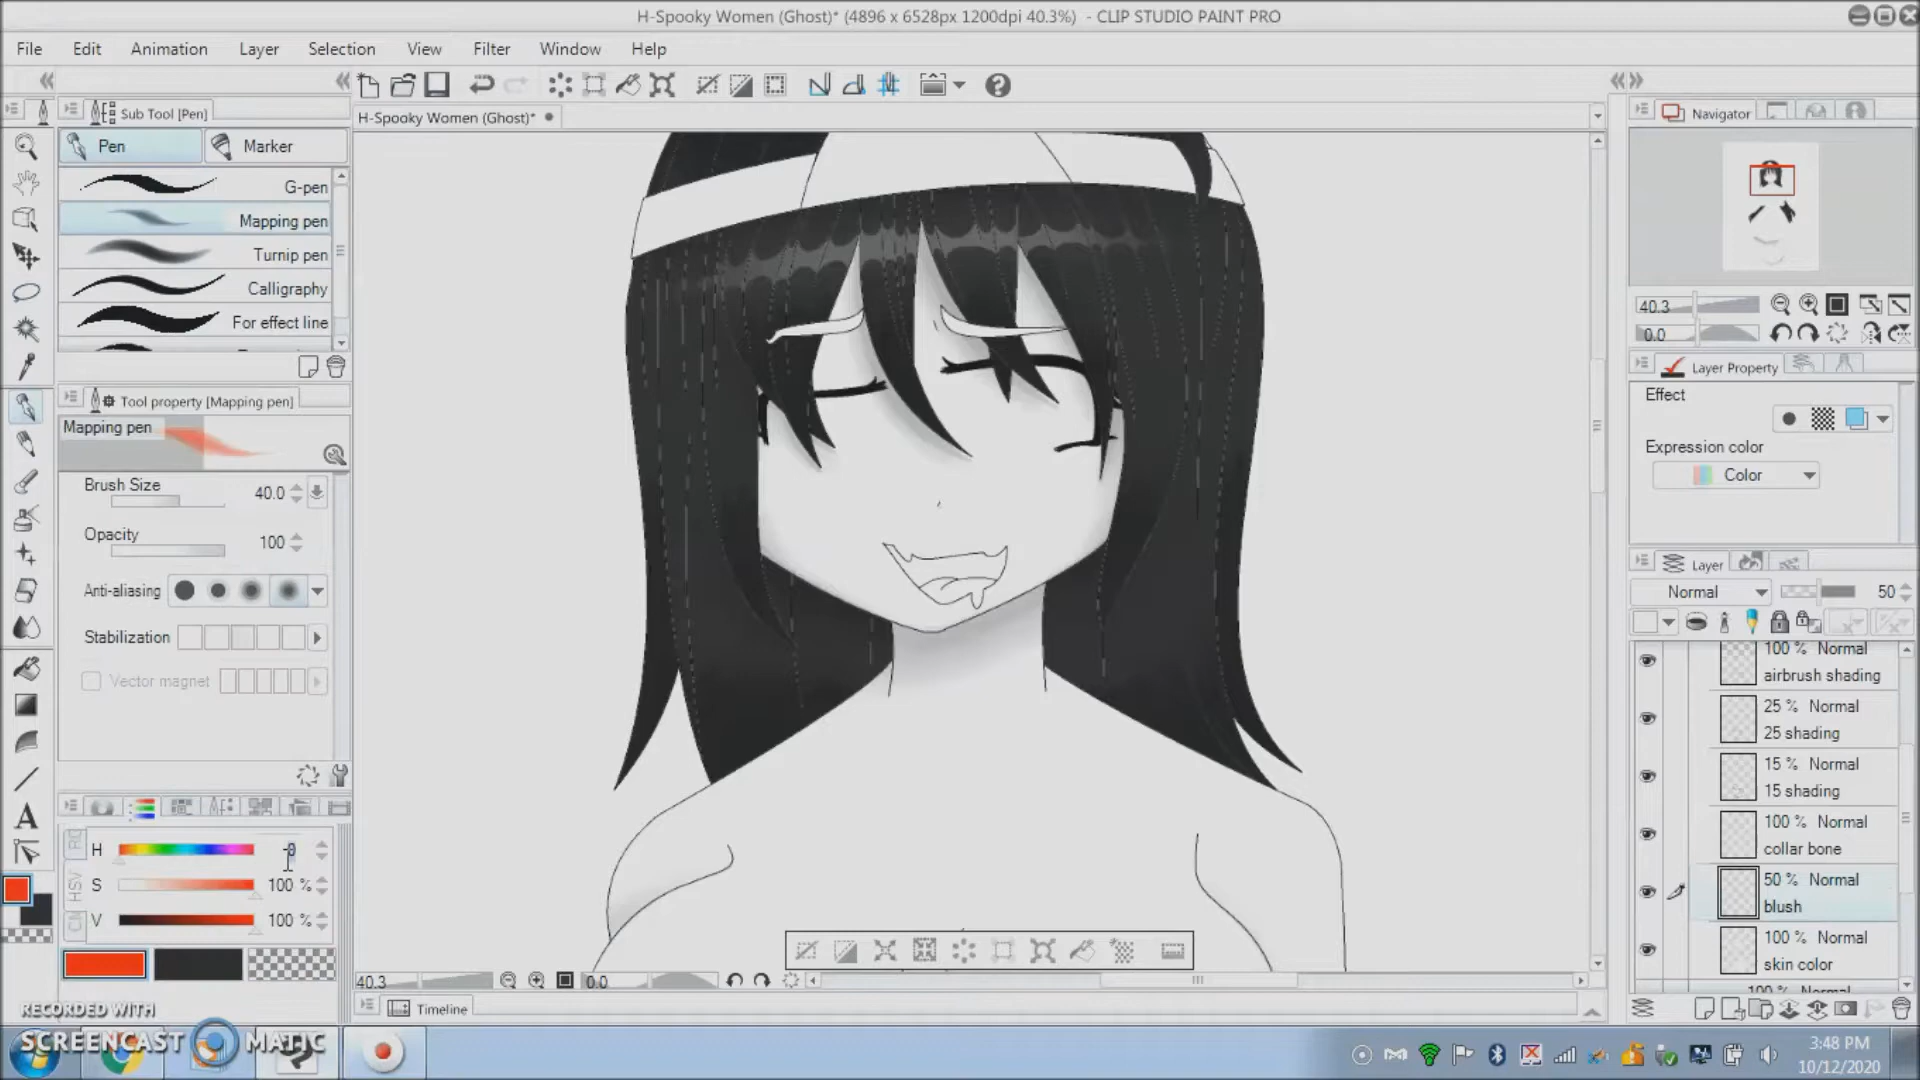 H-Spooky Women (Ghost)* (4896 x 6528px 1200dpi 40.3%) - CLIP STUDIO PAINT PRO
File Edit Animation Layer Selection View Filter Window Help
Sub Tool [Pen]
H-Spooky Women (Ghost)*
Navigator
Pen Marker
G-pen
Mapping pen
Turnip pen
Calligraphy
For effect line
Tool property [Mapping pen]
Mapping pen
Brush Size 40.0
Opacity 100
Anti-aliasing
Stabilization
Vector magnet
H
S 100 %
V 100 %
HSV
40.3 0.0
Timeline
40.3
0.0
Layer Property
Effect
Expression color
Color
Layer
Normal 50
100 % Normal
airbrush shading
25 % Normal
25 shading
15 % Normal
15 shading
100 % Normal
collar bone
50 % Normal
blush
100 % Normal
skin color
100 % Normal
RECORDED WITH
SCREENCAST MATIC
3:48 PM
10/12/2020